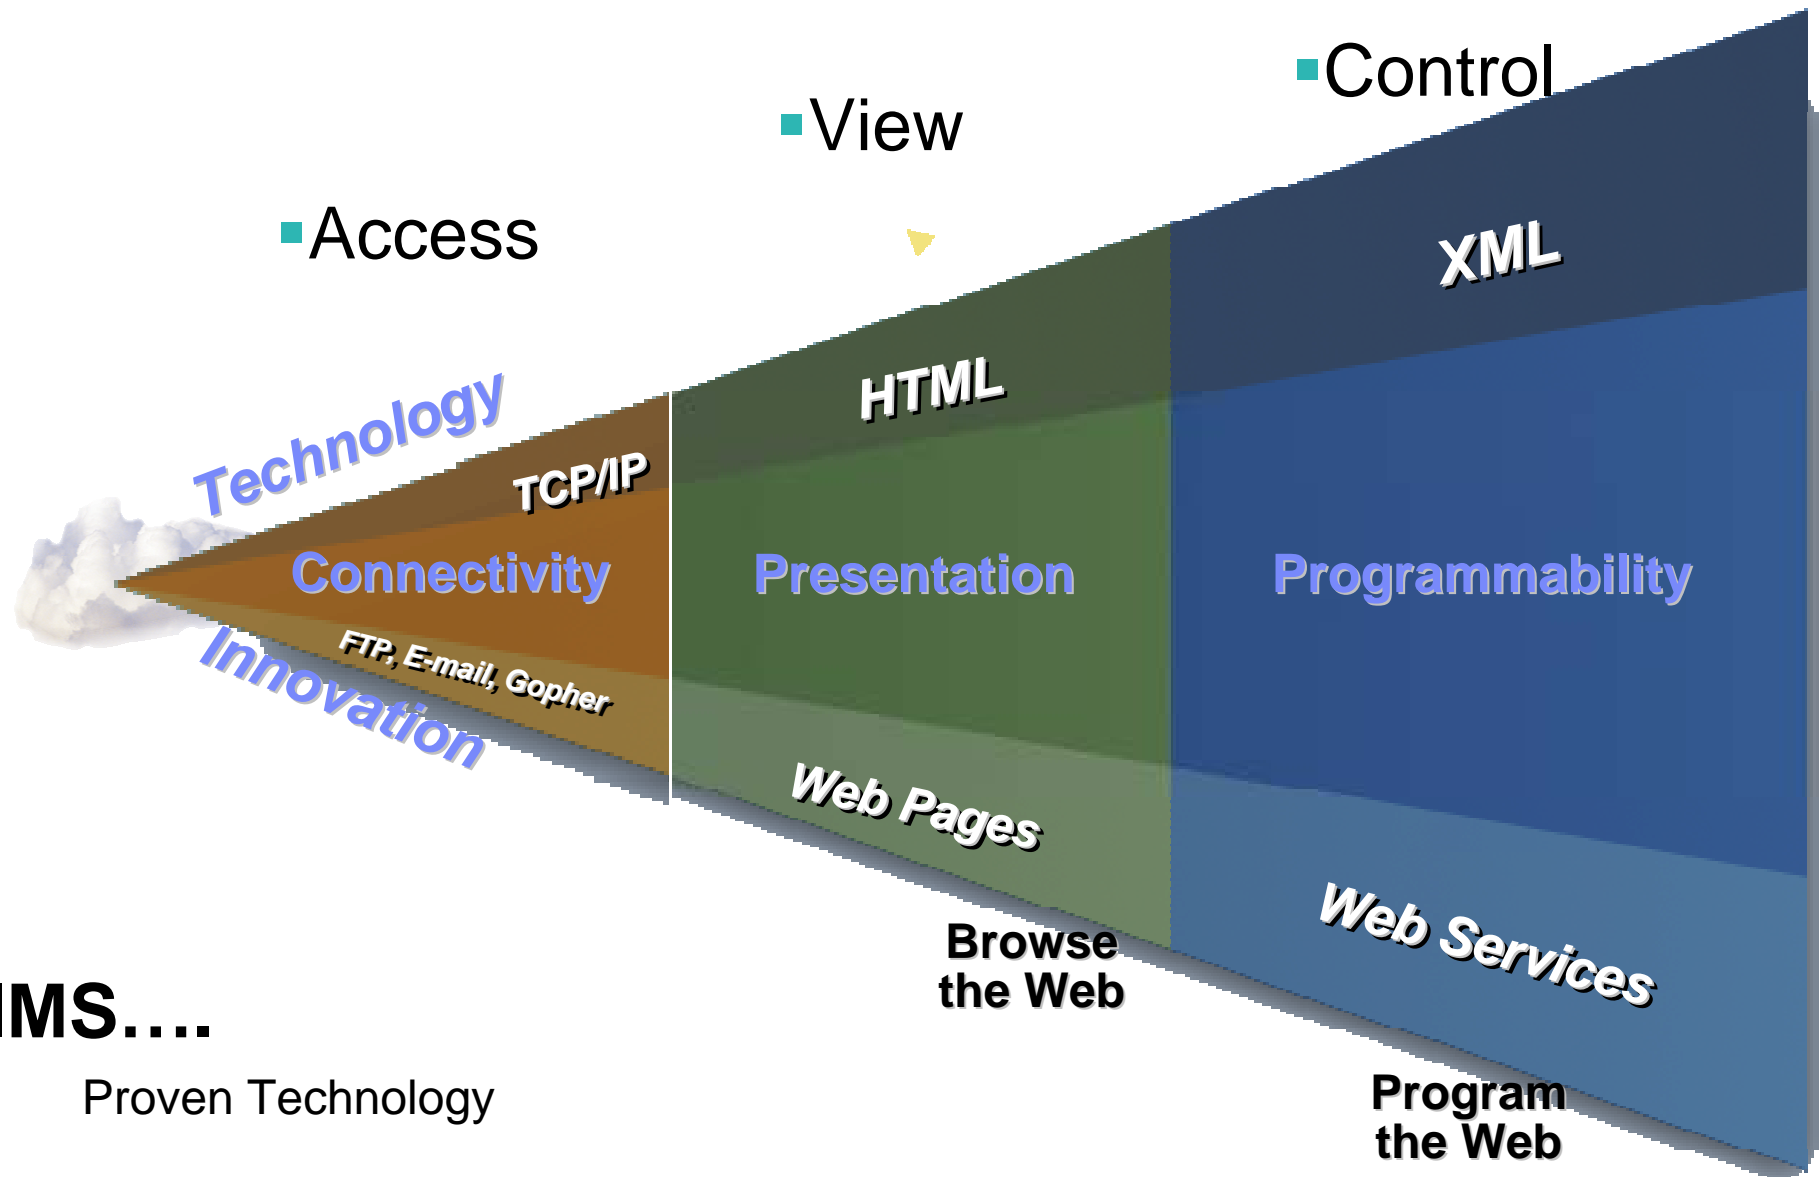 ▪Control
▪View
▪Access
XML
HTML
Technology
TCP/IP
Connectivity
Presentation
Programmability
FTP, E-mail, Gopher
Innovation
Web Pages
Web Services
Browse
the Web
MS….
Proven Technology
Program
the Web